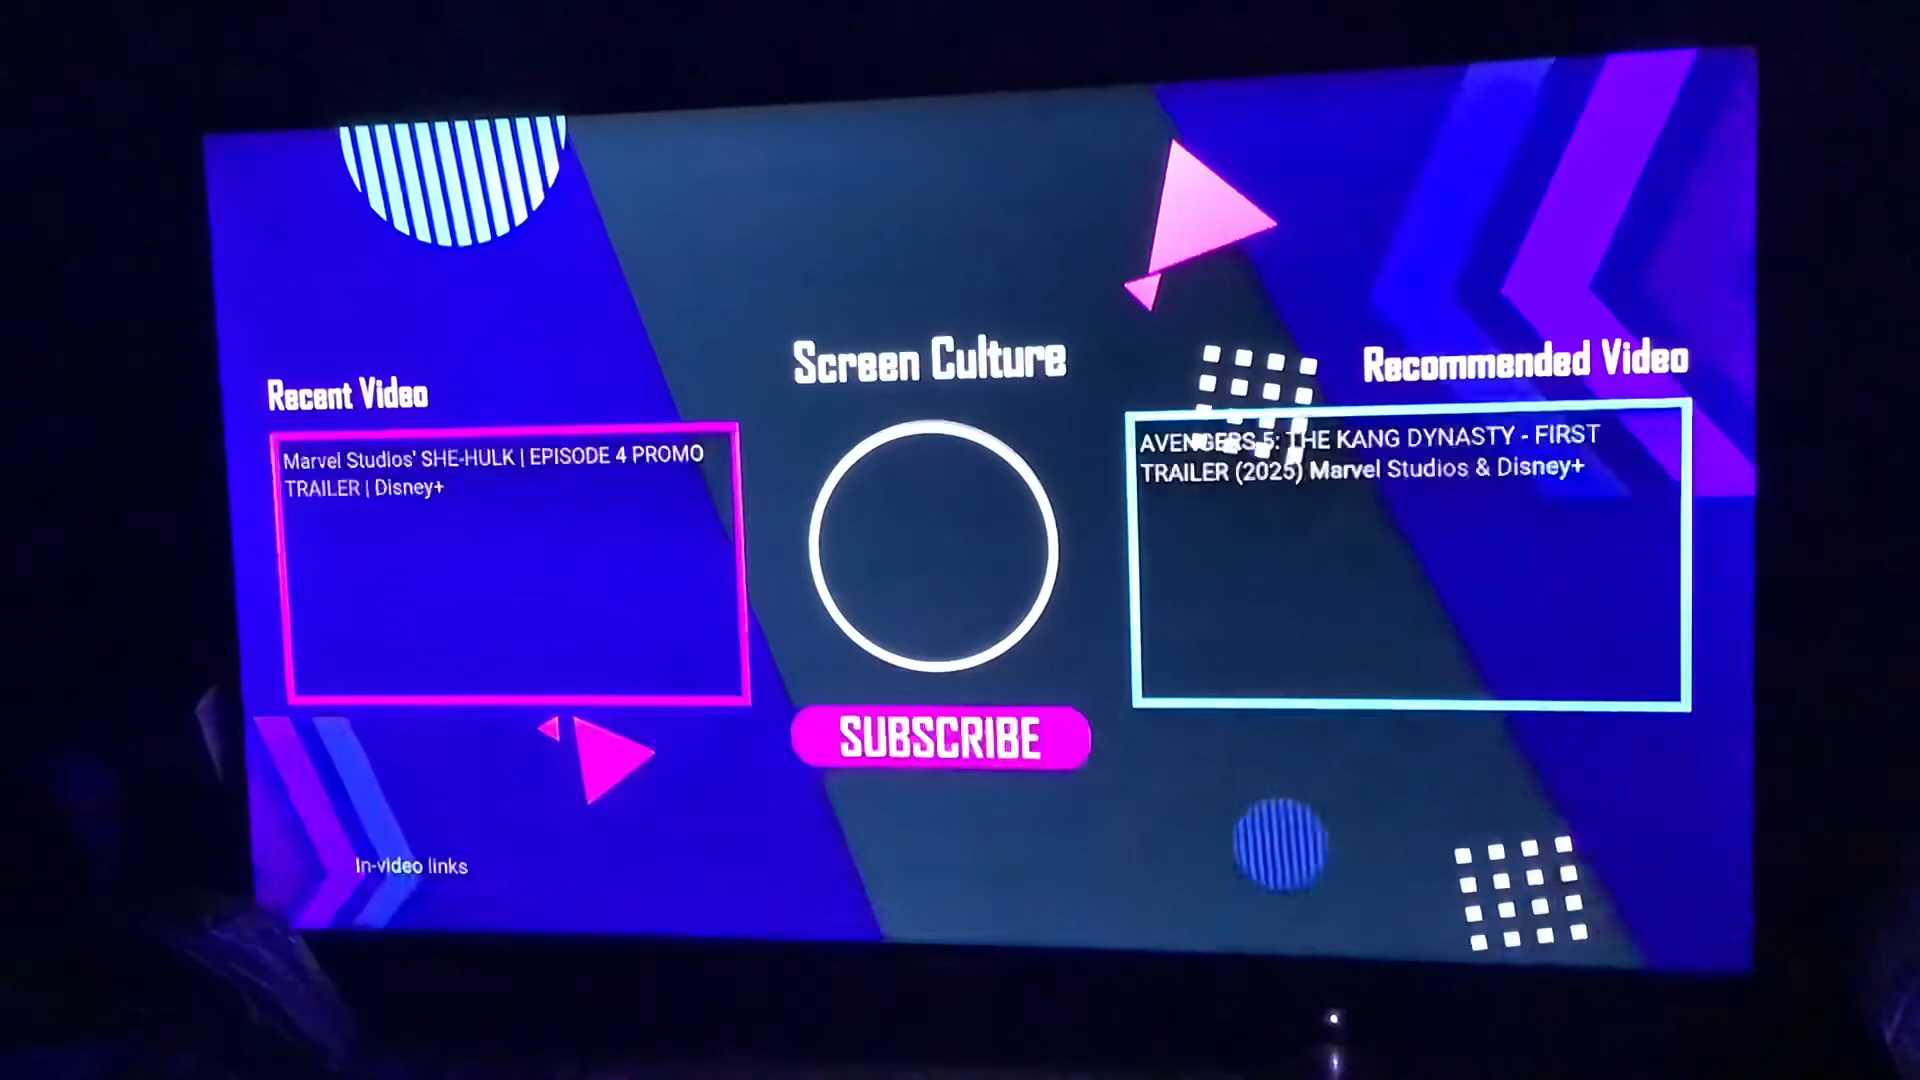 Screen Culture
Recent Video
Recommended Video
Marvel Studios' SHE-HULK | EPISODE 4 PROMO
TRAILER | Disney+
AVENGERS 5: THE KANG DYNASTY - FIRST
TRAILER (2025) Marvel Studios & Disney+
SUBSCRIBE
In-video links